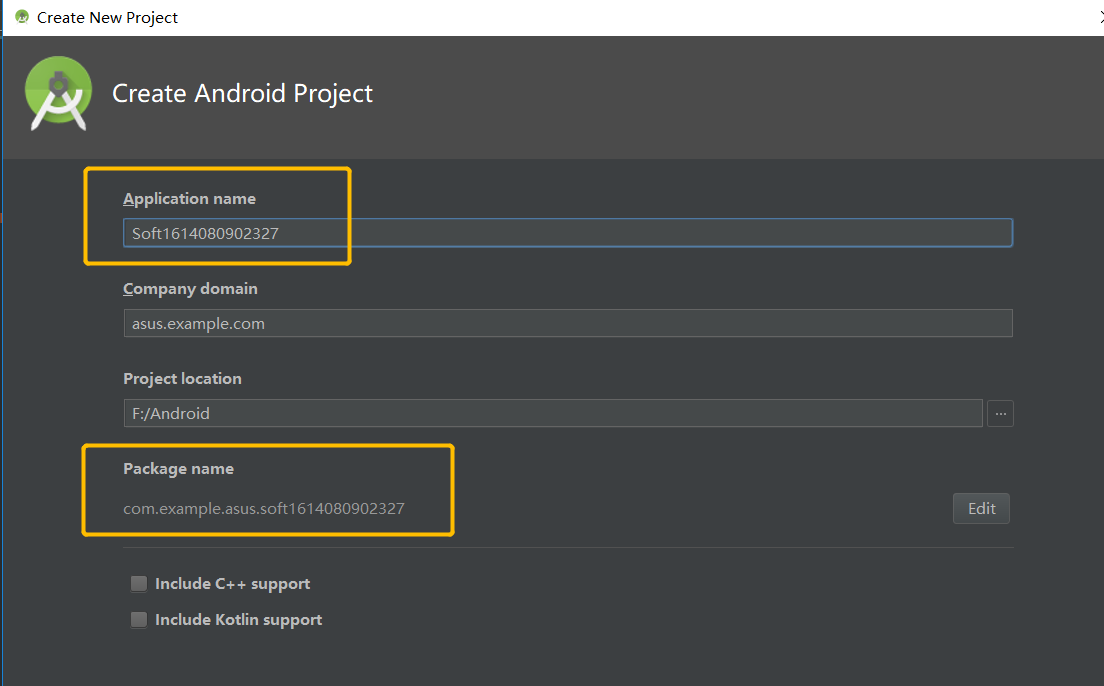 Create New Project
Create Android Project
Application name
Soft1614080902327
Company domain
asus.example.com
Project location
F:/Android
...
Package name
com.example.asus.soft1614080902327
Edit
Include C++ support
Include Kotlin support